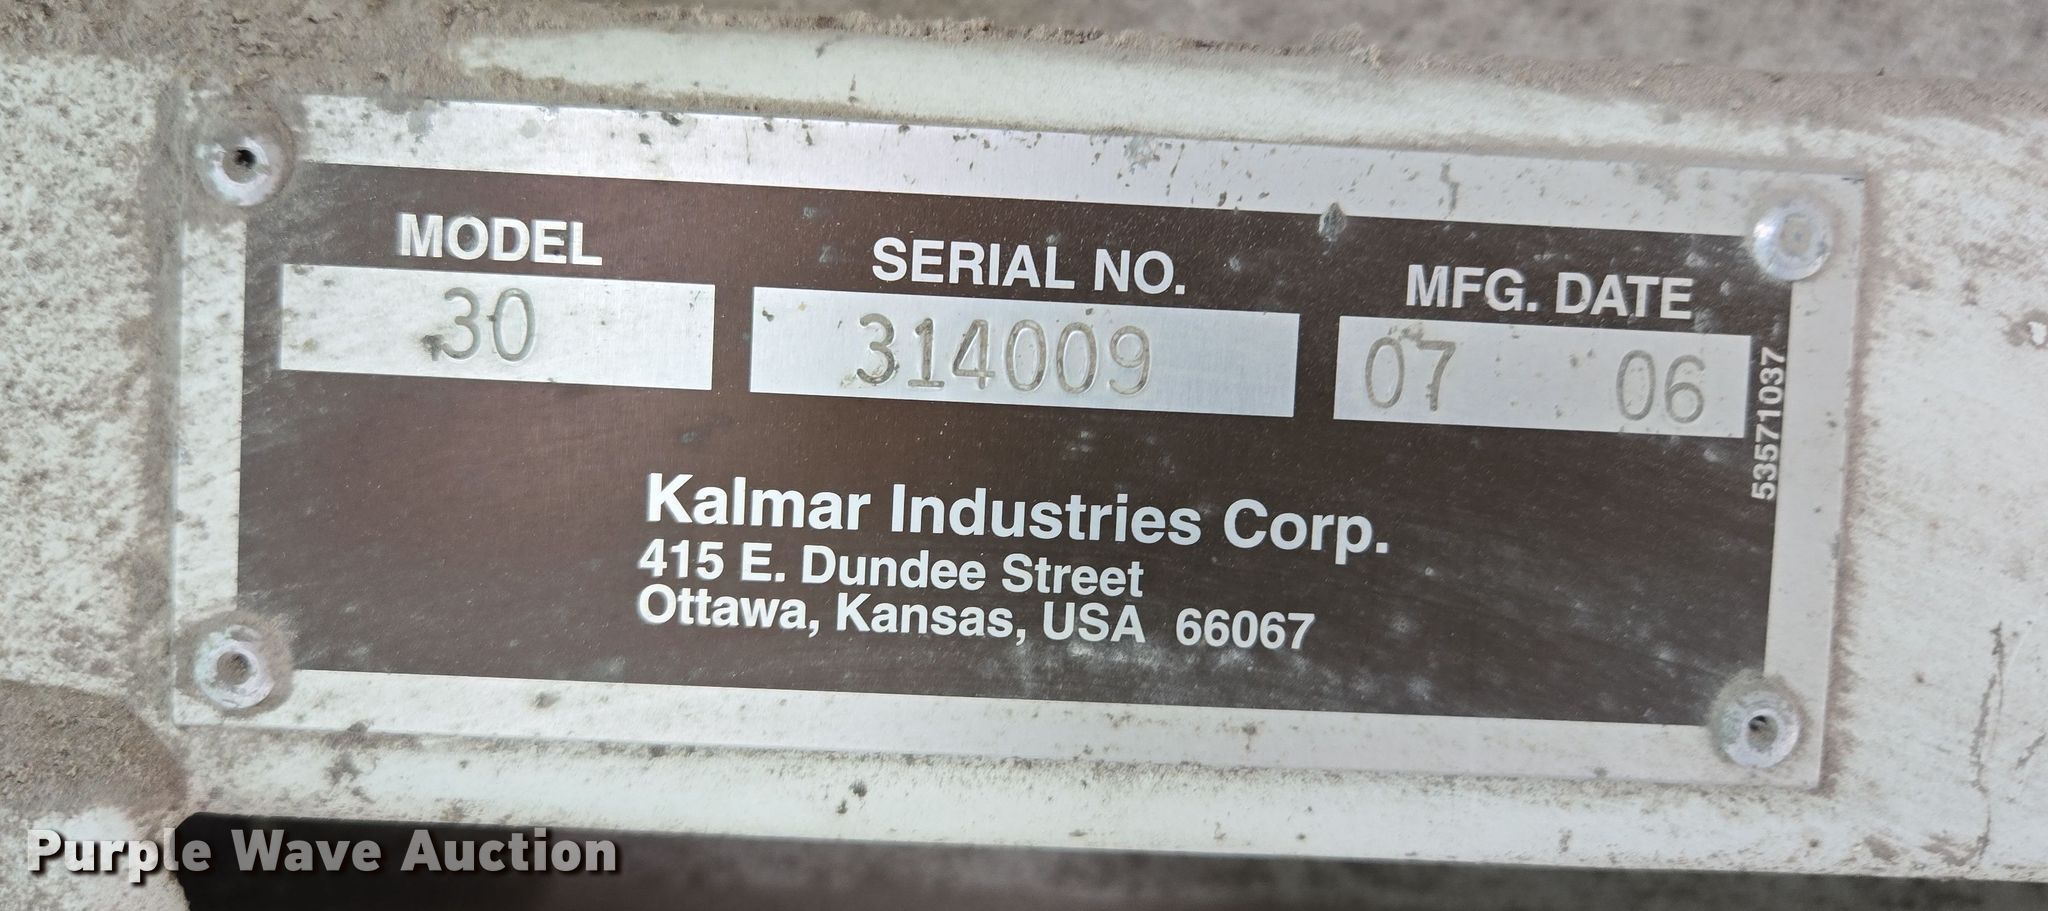 MODEL SERIAL NO. MFG. DATE
30 314009 07 06
53571037
Kalmar Industries Corp.
415 E. Dundee Street
Ottawa, Kansas, USA 66067
Purple Wave Auction